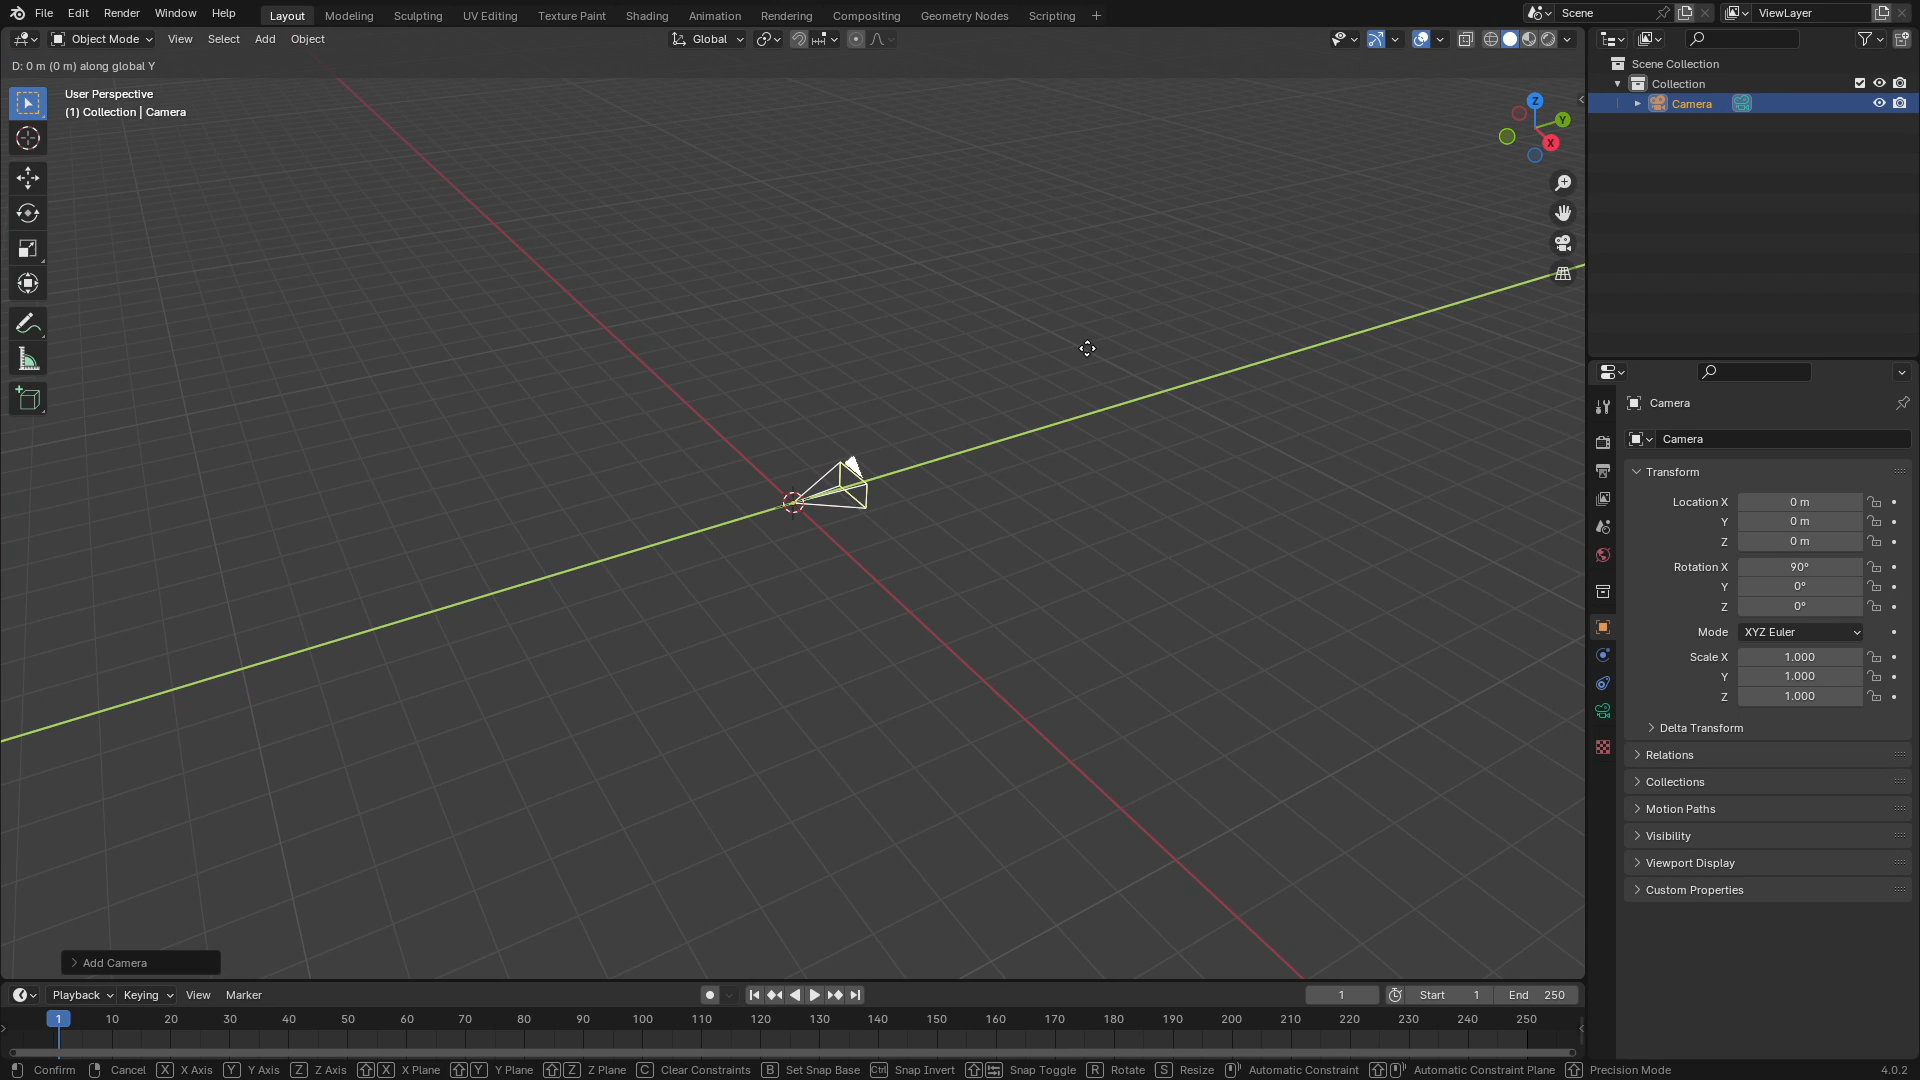 File Edit Render Window Help Layout Modeling Sculpting UV Editing Texture Paint Shading Animation Rendering Compositing Geometry Nodes Scripting + Scene ViewLayer
Object Mode View Select Add Object Global
D: 0 m (0 m) along global Y
User Perspective
(1) Collection | Camera
Z
Y
X
Scene Collection
Collection
Camera
Camera
Camera
Transform
Location X 0 m
Y 0 m
Z 0 m
Rotation X 90°
Y 0°
Z 0°
Mode XYZ Euler
Scale X 1.000
Y 1.000
Z 1.000
Delta Transform
Relations
Collections
Motion Paths
Visibility
Viewport Display
Custom Properties
Add Camera
Playback Keying View Marker 1 Start 1 End 250
1 10 20 30 40 50 60 70 80 90 100 110 120 130 140 150 160 170 180 190 200 210 220 230 240 250
Confirm Cancel X X Axis Y Y Axis Z Z Axis X X Plane Y Y Plane Z Z Plane C Clear Constraints B Set Snap Base Ctrl Snap Invert Snap Toggle R Rotate S Resize Automatic Constraint Automatic Constraint Plane Precision Mode 4.0.2